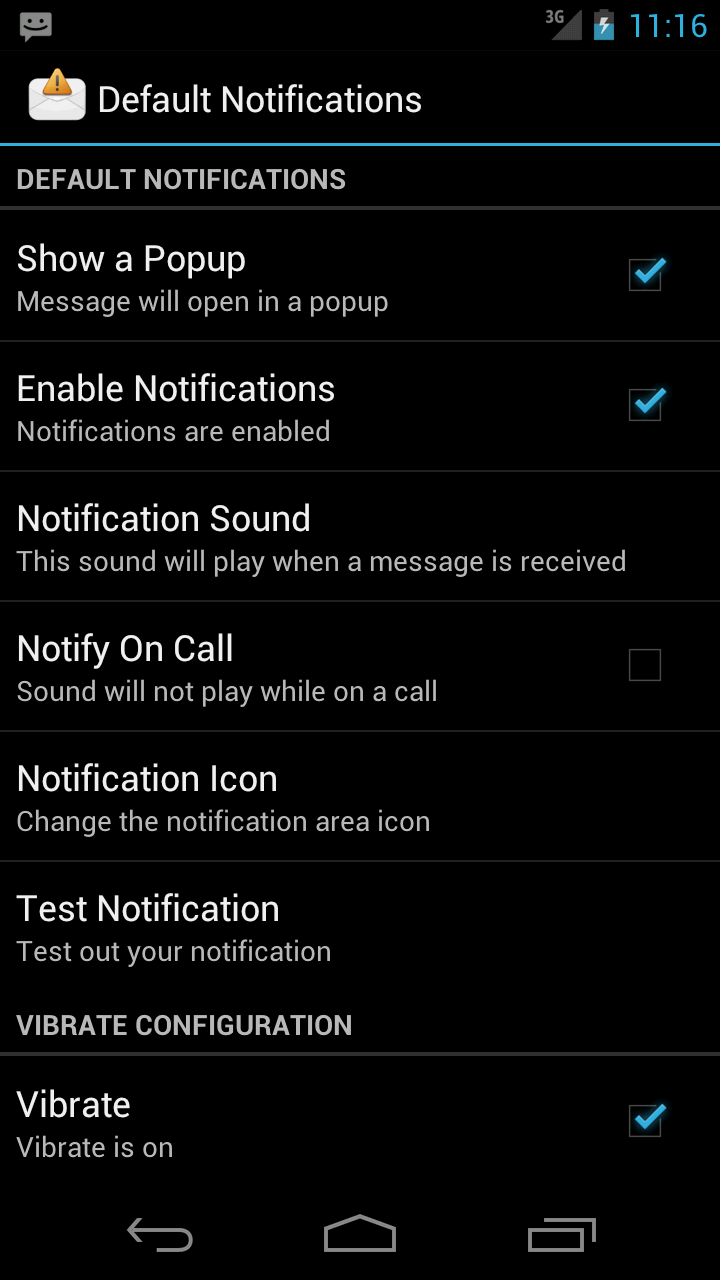 3G 11:16
Default Notifications
DEFAULT NOTIFICATIONS
Show a Popup
Message will open in a popup
Enable Notifications
Notifications are enabled
Notification Sound
This sound will play when a message is received
Notify On Call
Sound will not play while on a call
Notification Icon
Change the notification area icon
Test Notification
Test out your notification
VIBRATE CONFIGURATION
Vibrate
Vibrate is on